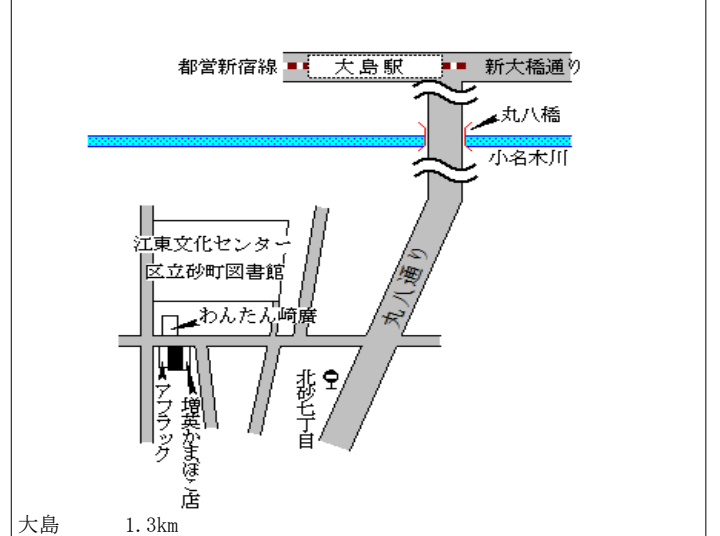 都営新宿線
大島駅
新大橋通り
丸八橋
小名木川
江東文化センター
区立砂町図書館
丸八通り
わんたん﨑廣
北砂七丁目
アフラック
増英かまぼこ店
大島 1.3km